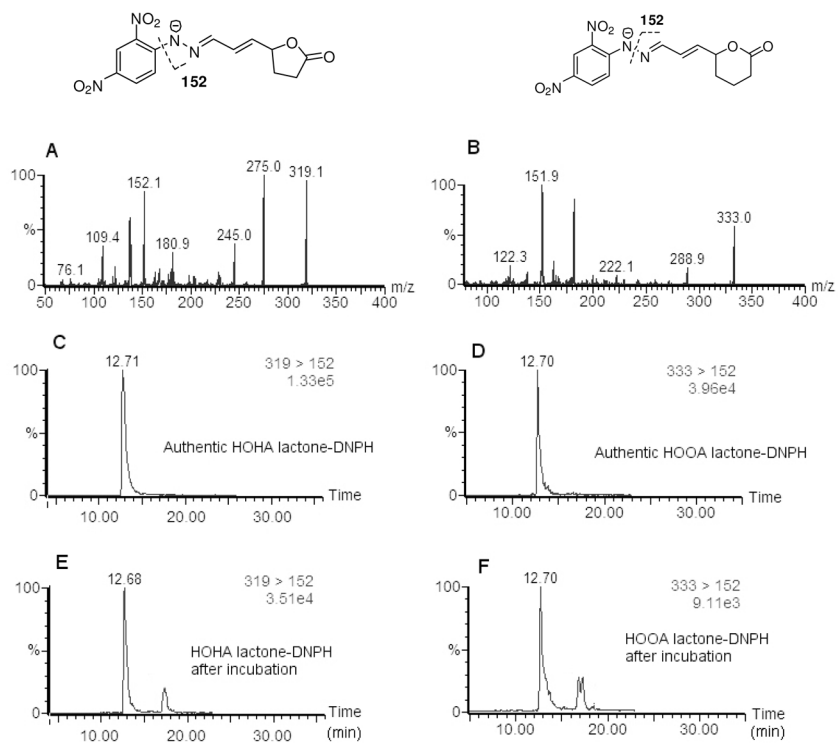 NO2
⊖
N
N
O
O
O2N
152
152
NO2
⊖
N
N
O
O
O2N
A
100
%
0
76.1
109.4
152.1
180.9
245.0
275.0
319.1
50 100 150 200 250 300 350 400 m/z
B
100
%
0
122.3
151.9
222.1
288.9
333.0
100 150 200 250 300 350 400 m/z
C
100
%
0
12.71
319 > 152
1.33e5
Authentic HOHA lactone-DNPH
Time
10.00 20.00 30.00
D
100
%
0
12.70
333 > 152
3.96e4
Authentic HOOA lactone-DNPH
Time
10.00 20.00 30.00
E
100
%
0
12.68
319 > 152
3.51e4
HOHA lactone-DNPH
after incubation
Time
(min)
10.00 20.00 30.00
F
100
%
0
12.70
333 > 152
9.11e3
HOOA lactone-DNPH
after incubation
Time
(min)
10.00 20.00 30.00